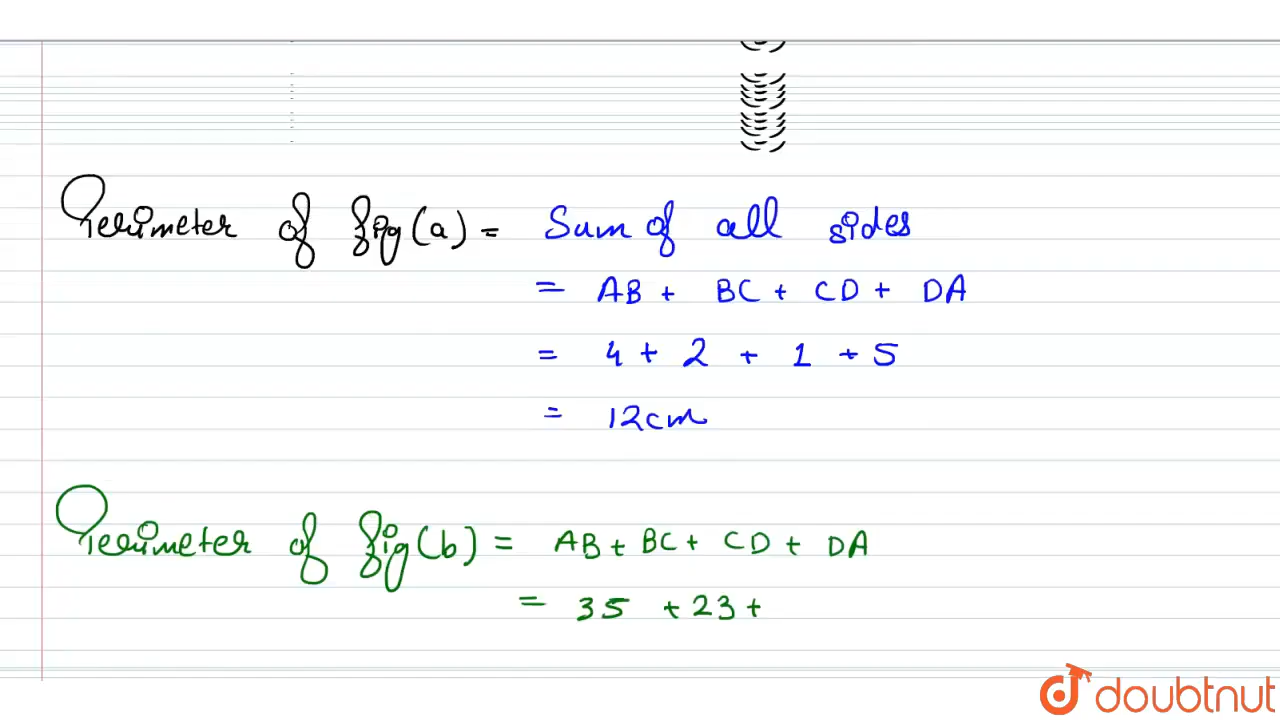 Perimeter of fig(a) = Sum of all sides
= AB + BC + CD + DA
= 4 + 2 + 1 + 5
= 12cm
Perimeter of fig(b) = AB + BC + CD + DA
= 35 + 23 +
doubtnut